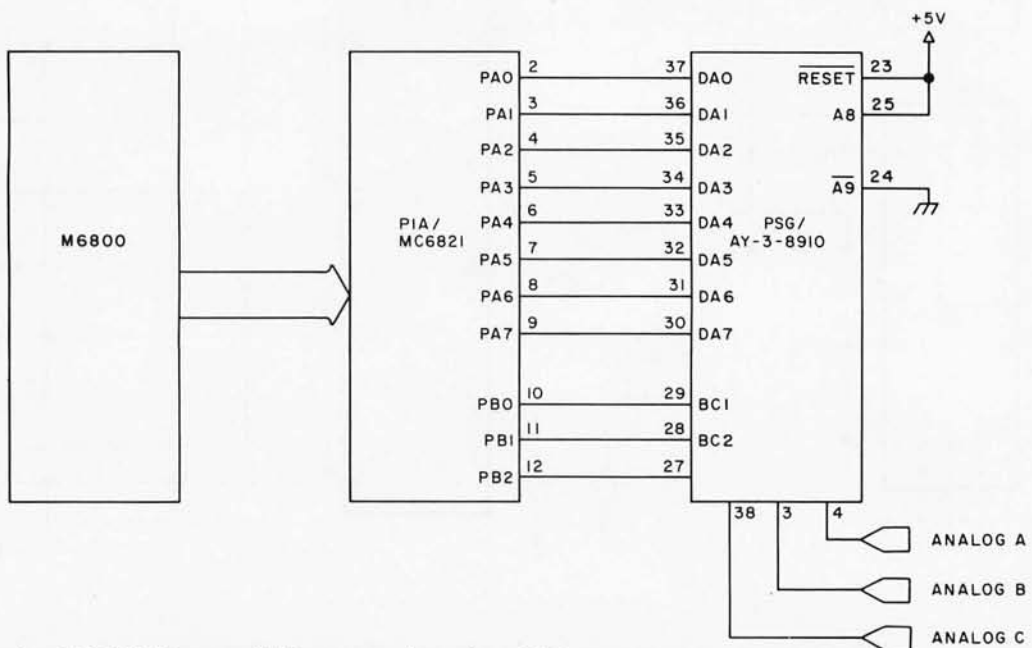 +5V
2
37
23
PA0
DA0
RESET
3
36
25
PA1
DA1
A8
4
35
PA2
DA2
5
34
24
PA3
DA3
A9
M6800
PIA/
MC6821
6
33
PA4
DA4
PSG/
AY-3-8910
7
32
PA5
DA5
8
31
PA6
DA6
9
30
PA7
DA7
10
29
PB0
BC1
11
28
PB1
BC2
12
27
PB2
38
3
4
ANALOG A
ANALOG B
ANALOG C